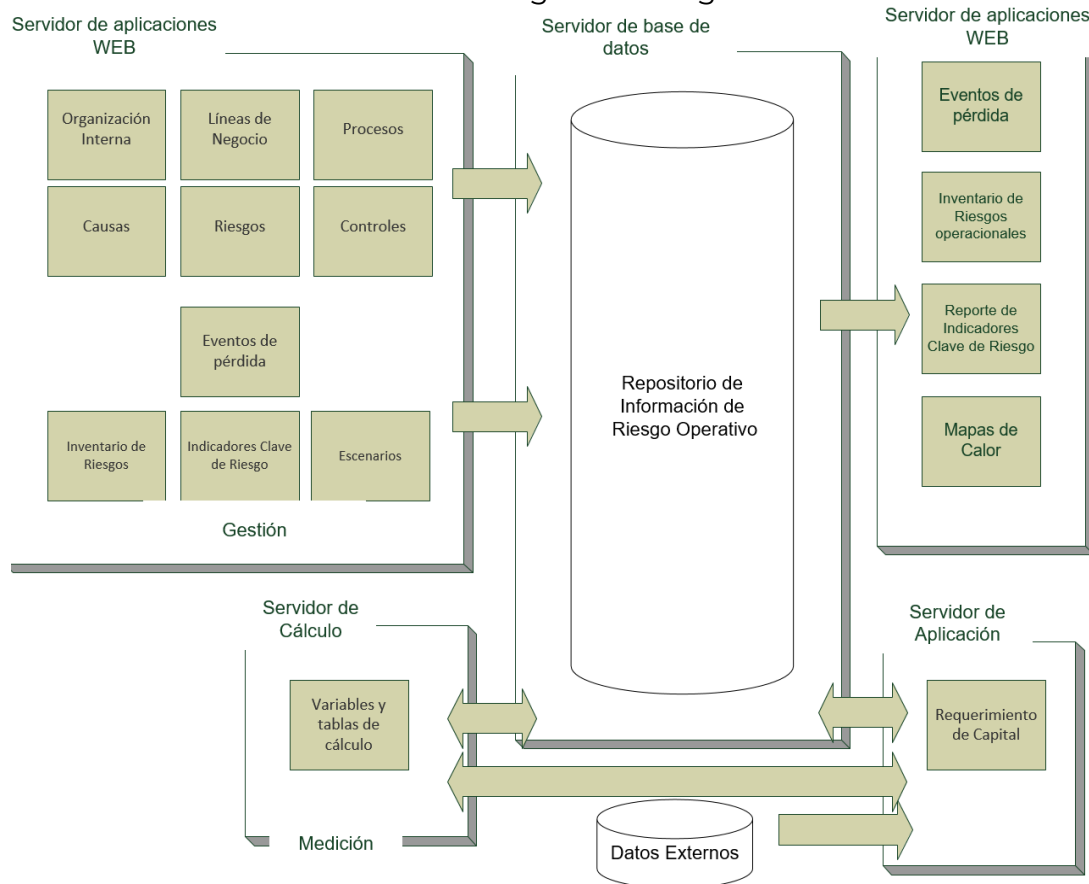 Servidor de aplicaciones
WEB
Organización
Interna
Líneas de
Negocio
Procesos
Causas
Riesgos
Controles
Eventos de
pérdida
Inventario de
Riesgos
Indicadores Clave
de Riesgo
Escenarios
Gestión
Servidor de base de
datos
Repositorio de
Información de
Riesgo Operativo
Servidor de aplicaciones
WEB
Eventos de
pérdida
Inventario de
Riesgos
operacionales
Reporte de
Indicadores
Clave de Riesgo
Mapas de
Calor
Servidor de
Cálculo
Variables y
tablas de
cálculo
Medición
Datos Externos
Servidor de
Aplicación
Requerimiento
de Capital